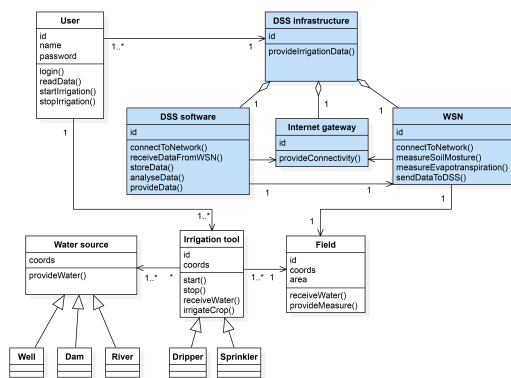 User
id
name
password
login()
readData()
startIrrigation()
stopIrrigation()
1..*
1
DSS infrastructure
id
provideIrrigationData()
1
1
1
DSS software
id
connectToNetwork()
receiveDataFromWSN()
storeData()
analyseData()
provideData()
Internet gateway
id
provideConnectivity()
WSN
id
connectToNetwork()
measureSoilMosture()
measureEvapotranspiration()
sendDataToDSS()
1
1
1
1..*
1
1
Water source
coords
provideWater()
1..*
*
Irrigation tool
id
coords
start()
stop()
receiveWater()
irrigateCrop()
1..*
1
Field
id
coords
area
receiveWater()
provideMeasure()
Well
Dam
River
Dripper
Sprinkler